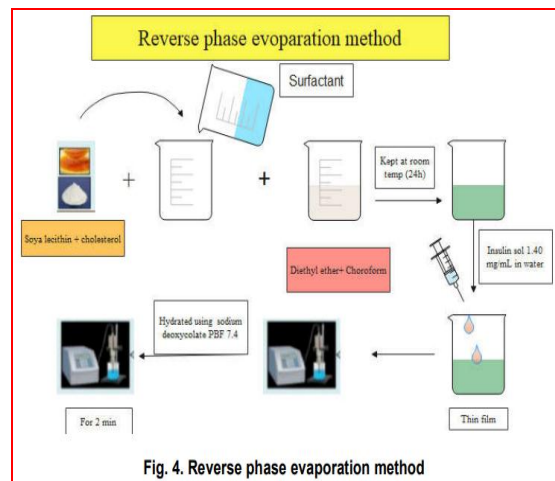 Reverse phase evoparation method
Surfactant
+
+
Kept at room
temp (24h)
Soya lecithin + cholesterol
Diethyl ether+ Choroform
Insulin sol 1.40
mg/mL in water
Hydrated using sodium
deoxycolate PBF 7.4
For 2 min
Thin film
Fig. 4. Reverse phase evaporation method